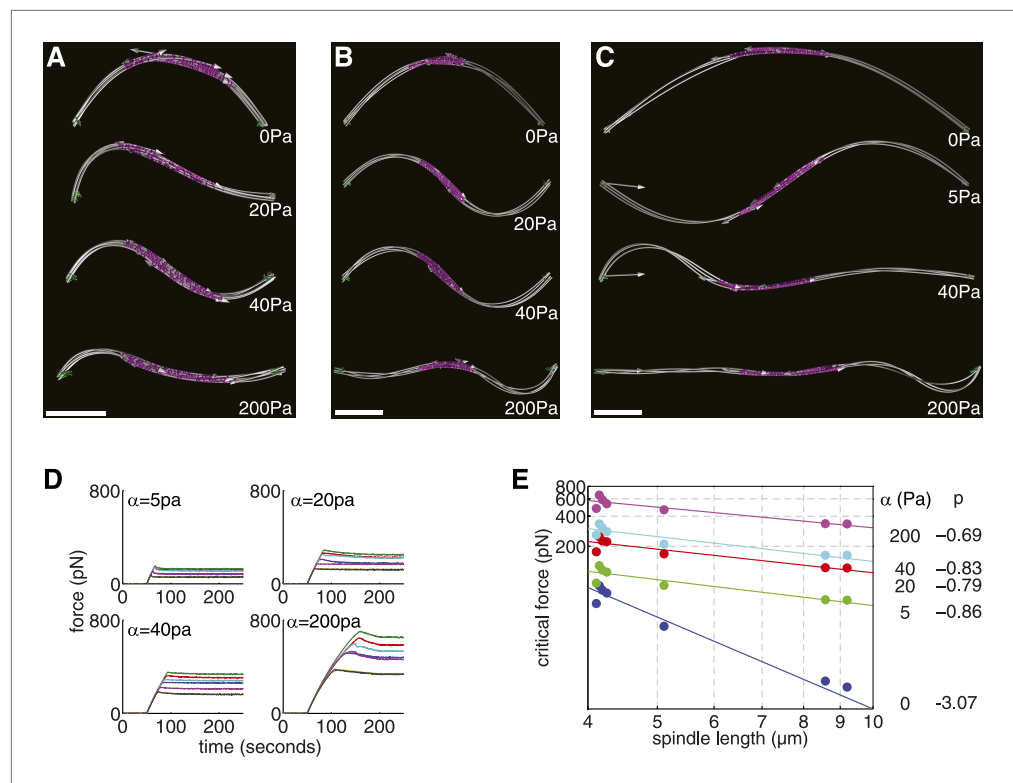 A
0Pa
20Pa
40Pa
200Pa
B
0Pa
20Pa
40Pa
200Pa
C
0Pa
5Pa
40Pa
200Pa
D
force (pN)
800
0
α=5pa
0 100 200
800
0
α=20pa
0 100 200
800
0
α=40pa
0 100 200
800
0
α=200pa
0 100 200
time (seconds)
E
critical force (pN)
800
600
400
200
4 5 6 7 8 9 10
spindle length (µm)
α (Pa) p
200 −0.69
40 −0.83
20 −0.79
5 −0.86
0 -3.07